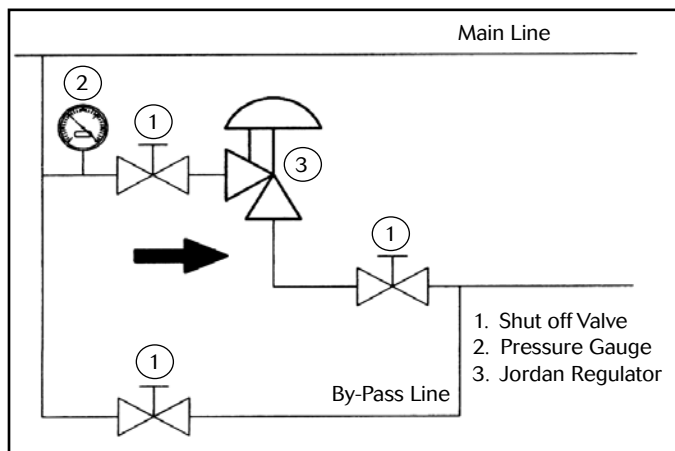 Main Line
2
1
3
1
1. Shut off Valve
2. Pressure Gauge
3. Jordan Regulator
1
By-Pass Line